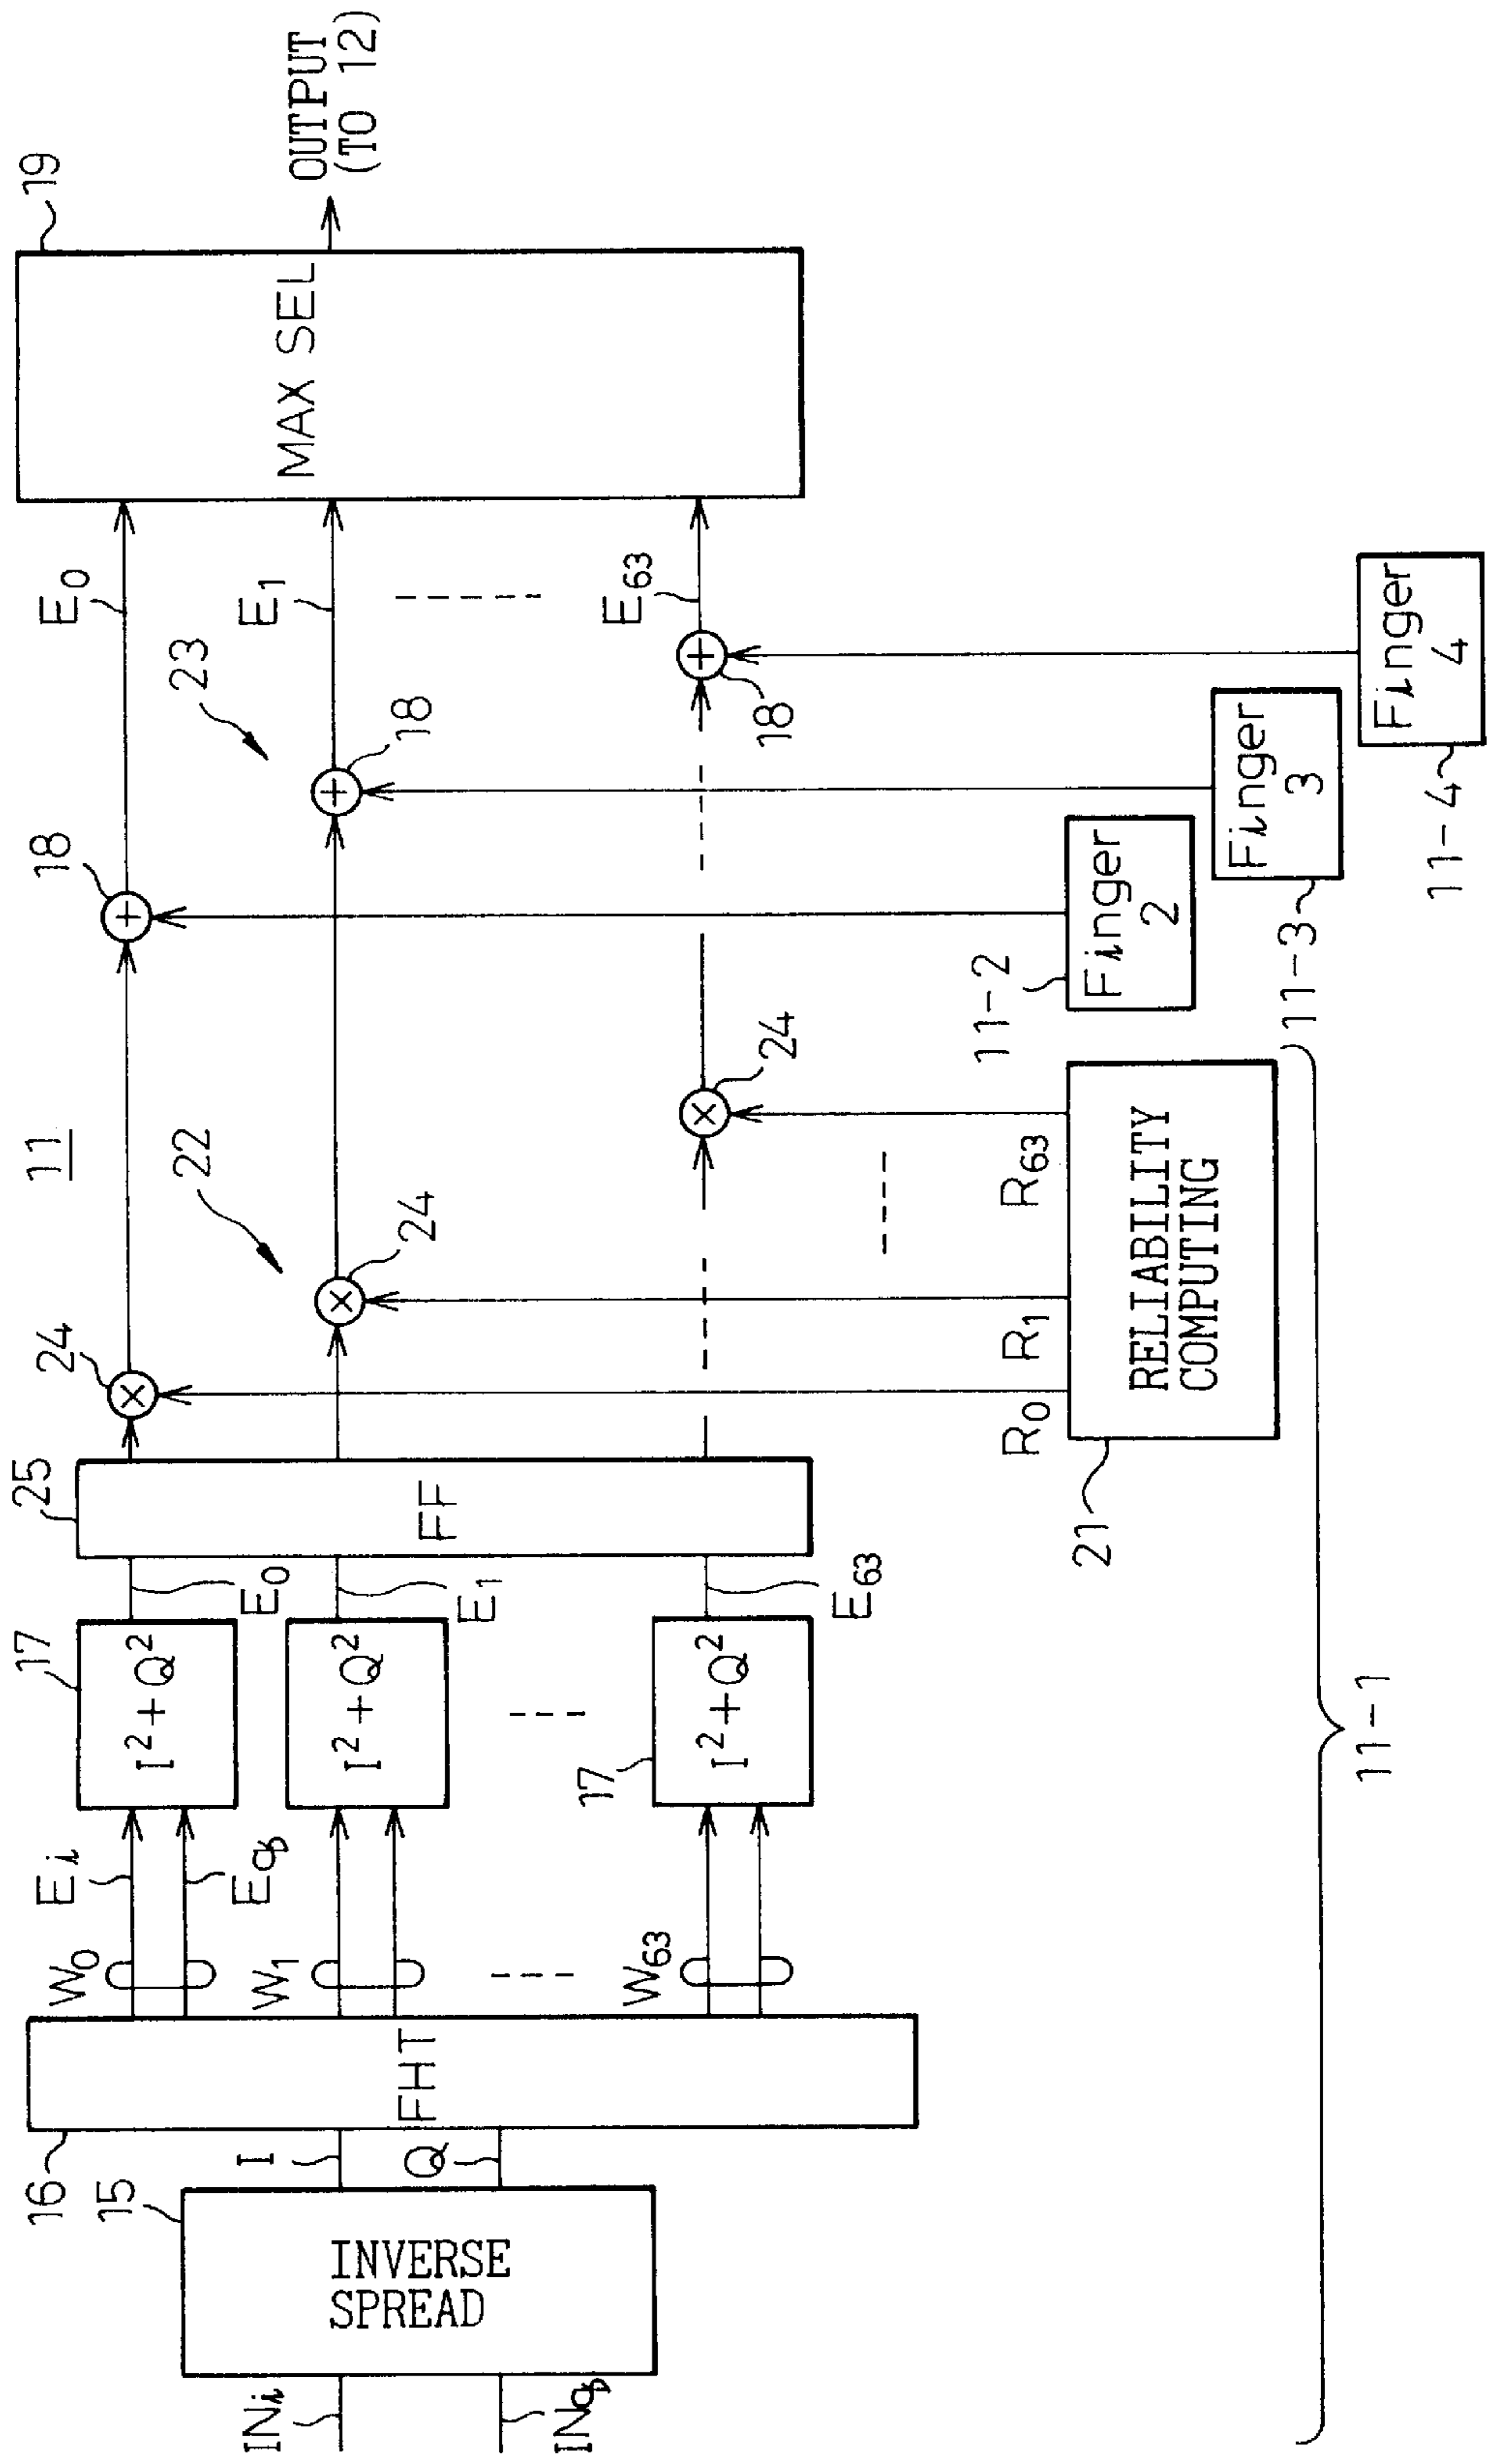 11
INi
INq
INVERSE
SPREAD
15
I
Q
16
FHT
W0
W1
W63
Ei
Eq
17
I²+Q²
I²+Q²
17
I²+Q²
E0
E1
E63
25
FF
24
24
24
22
R0
R1
R63
21
RELIABILITY
COMPUTING
11-1
18
18
18
23
11-2
Finger
2
11-3
Finger
3
11-4
Finger
4
E0
E1
E63
19
MAX SEL
OUTPUT
(TO 12)